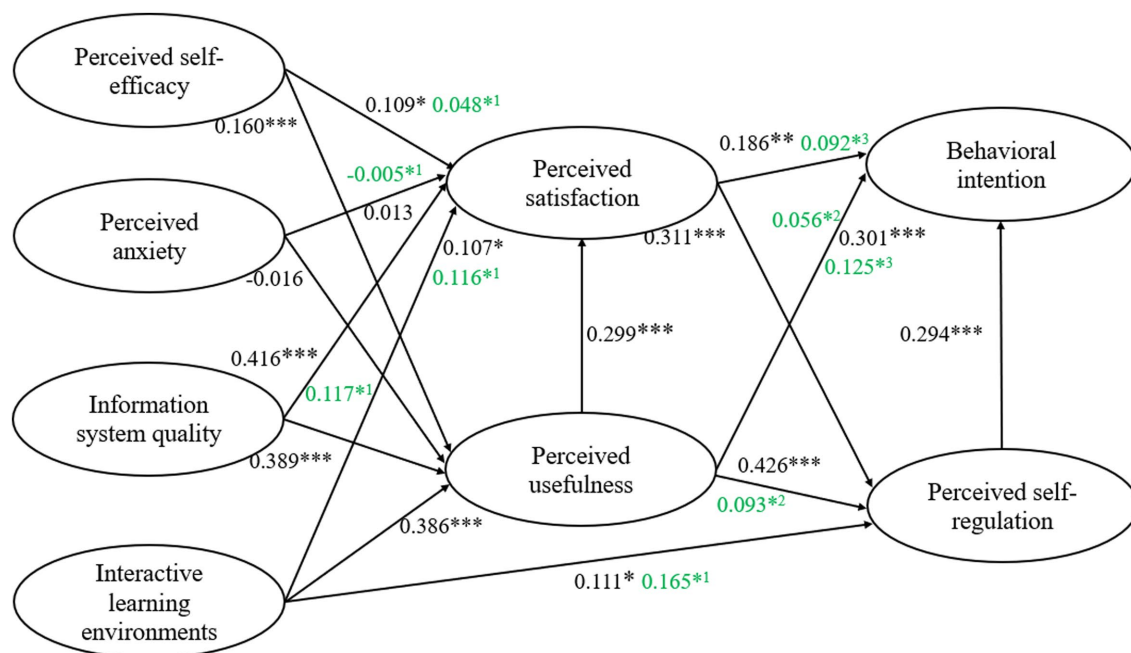 Perceived self-
efficacy
0.109* 0.048*1
0.160***
Perceived
satisfaction
0.186** 0.092*3
Behavioral
intention
Perceived
anxiety
-0.005*1
0.013
-0.016
0.107*
0.116*1
0.311***
0.056*2
0.301***
0.125*3
0.299***
0.294***
0.416***
0.117*1
Information
system quality
0.389***
Perceived
usefulness
0.426***
0.093*2
Perceived self-
regulation
0.386***
Interactive
learning
environments
0.111* 0.165*1